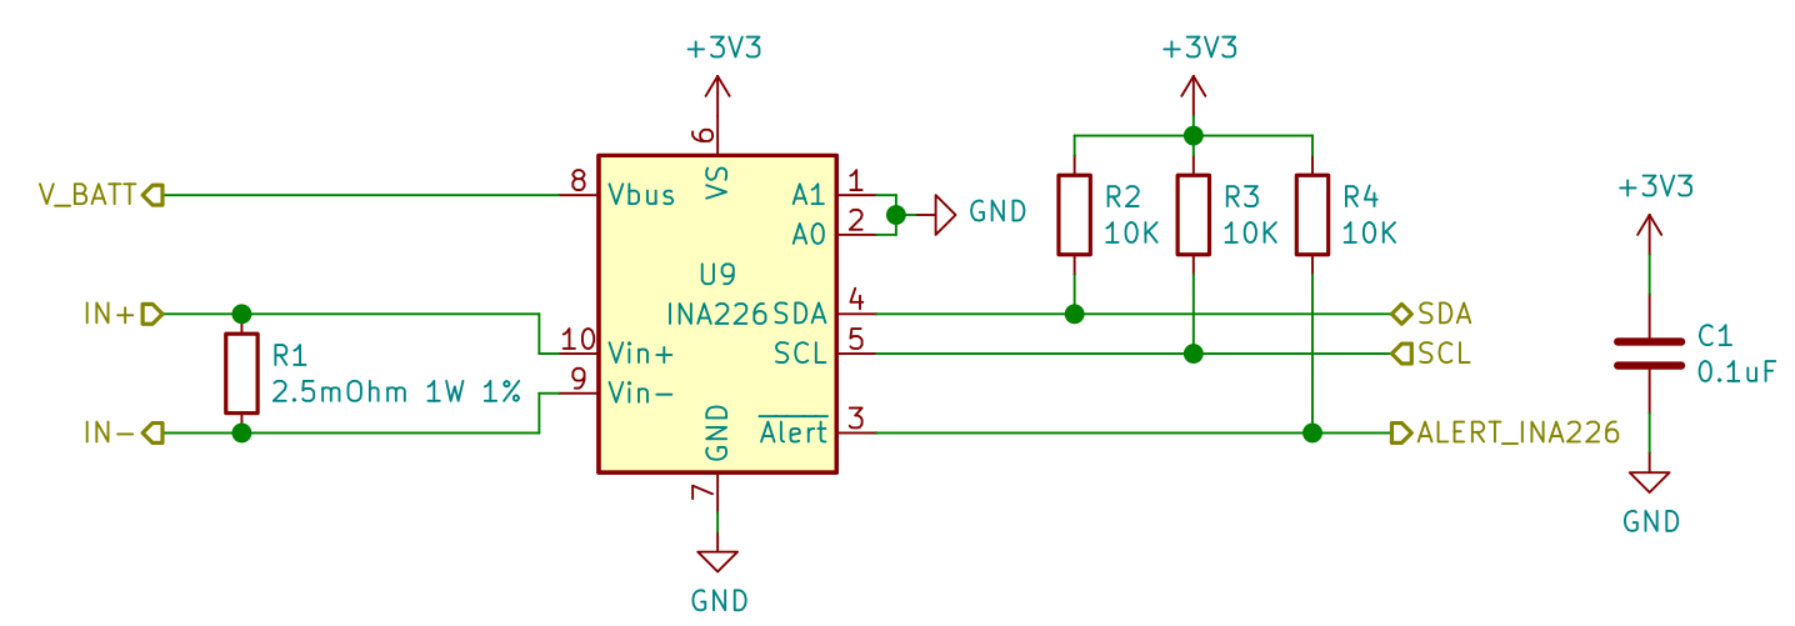 +3V3
+3V3
6
VS
V_BATT
8
Vbus
A1
1
GND
A0
2
R2
10K
R3
10K
R4
10K
+3V3
U9
INA226
IN+
SDA
4
SDA
10
Vin+
SCL
5
SCL
R1
2.5mOhm 1W 1%
9
Vin-
C1
0.1uF
IN-
GND
Alert
3
ALERT_INA226
7
GND
GND